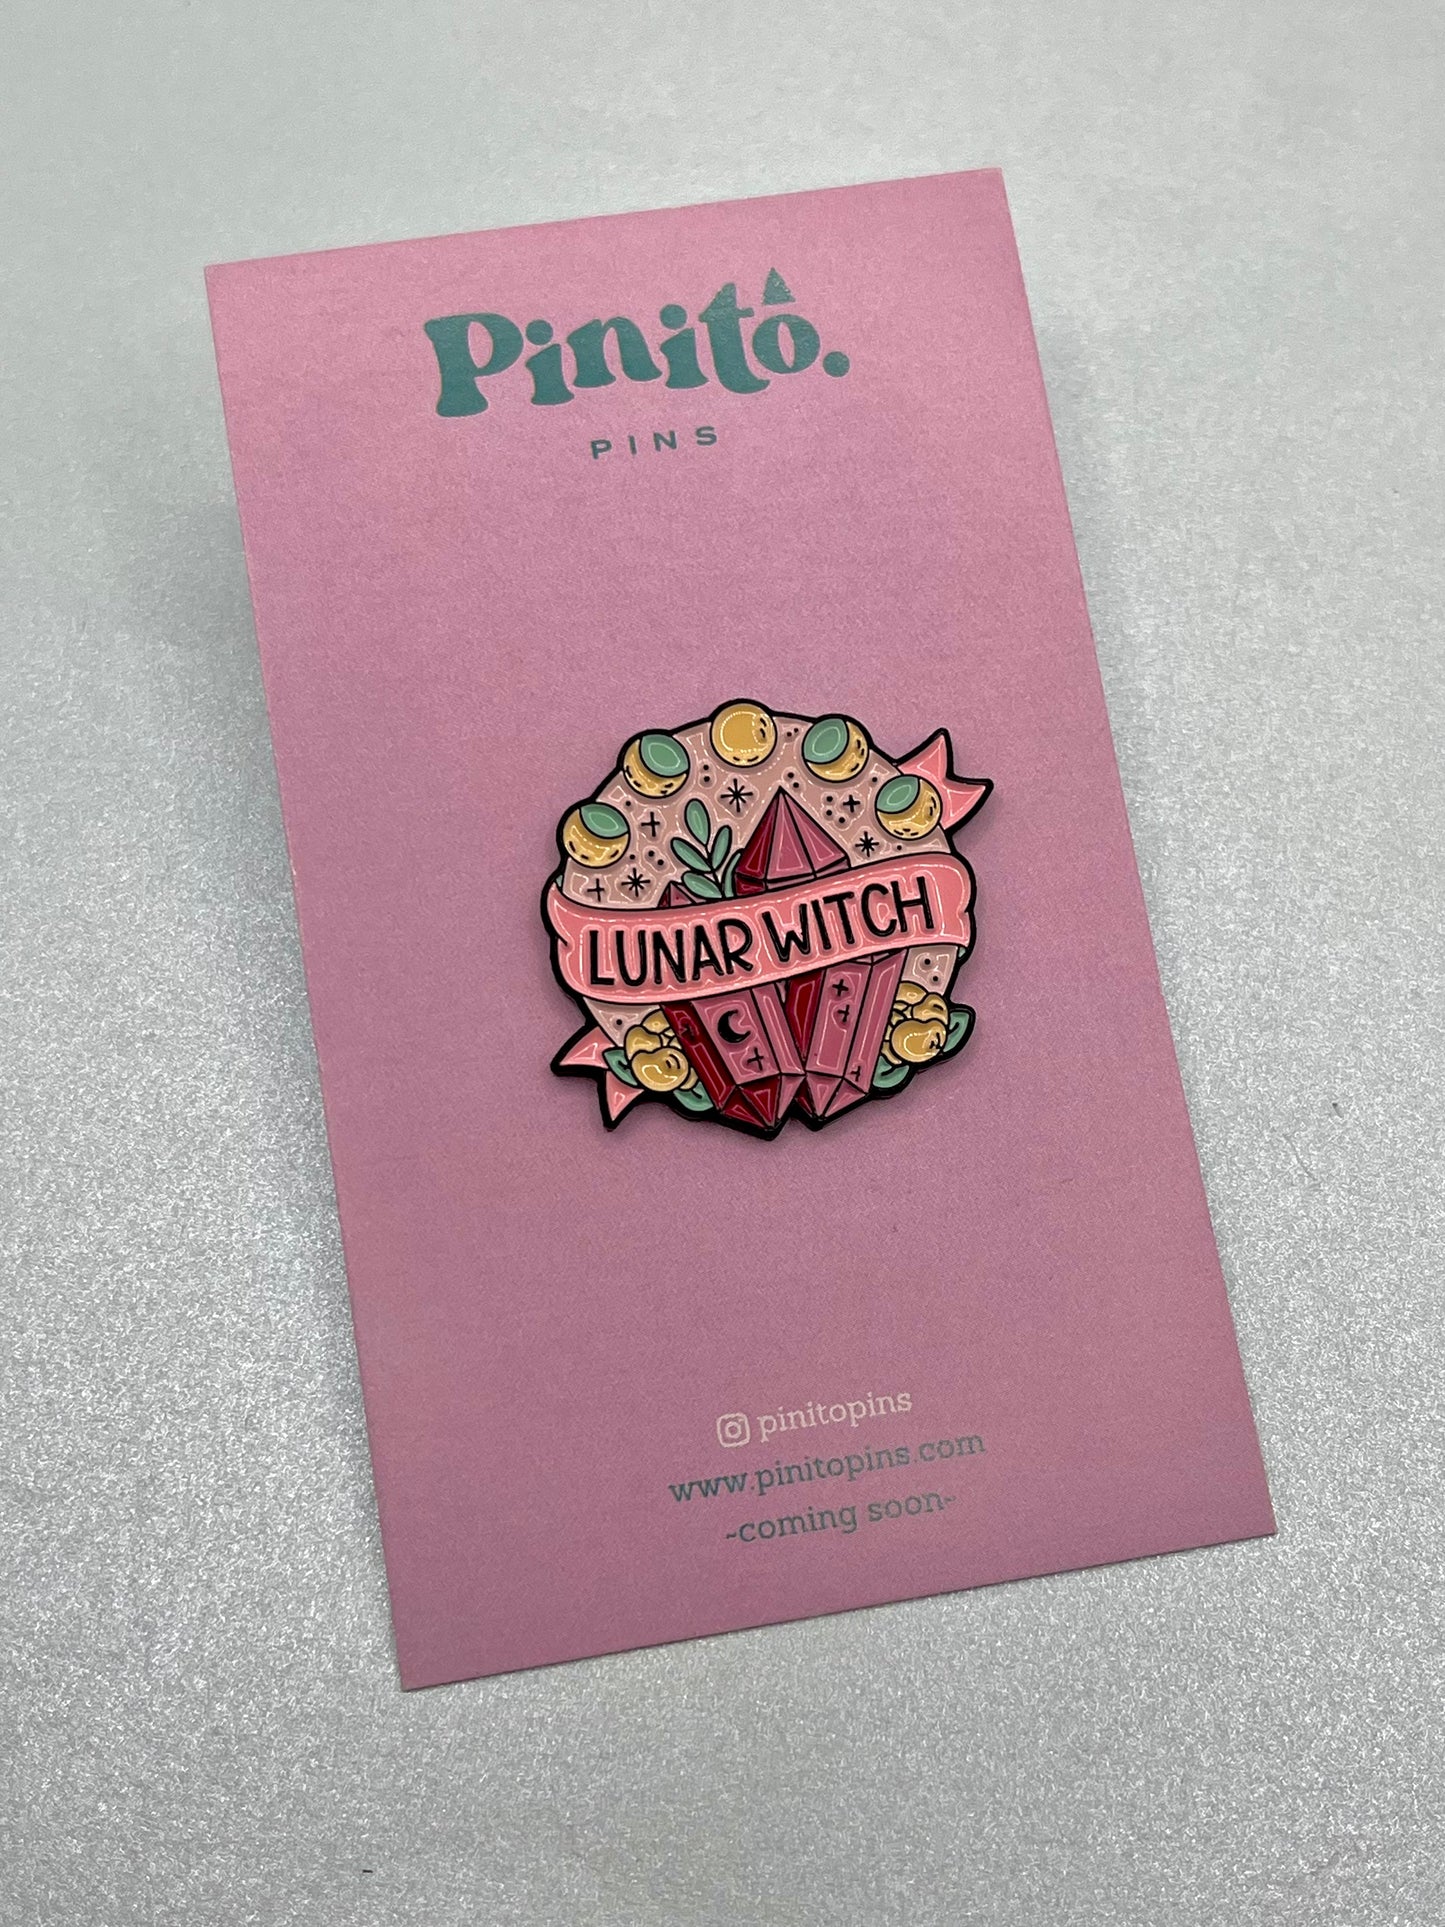 Pinito.
PINS
LUNAR WITCH
pinitopins
www.pinitopins.com
~coming soon~